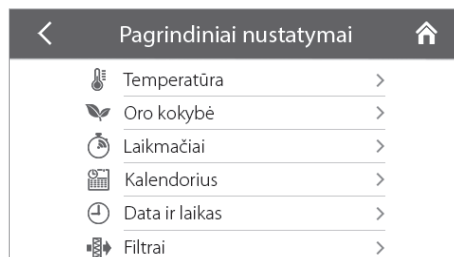 Pagrindiniai nustatymai
Temperatūra
Oro kokybė
Laikmačiai
Kalendorius
Data ir laikas
Filtrai